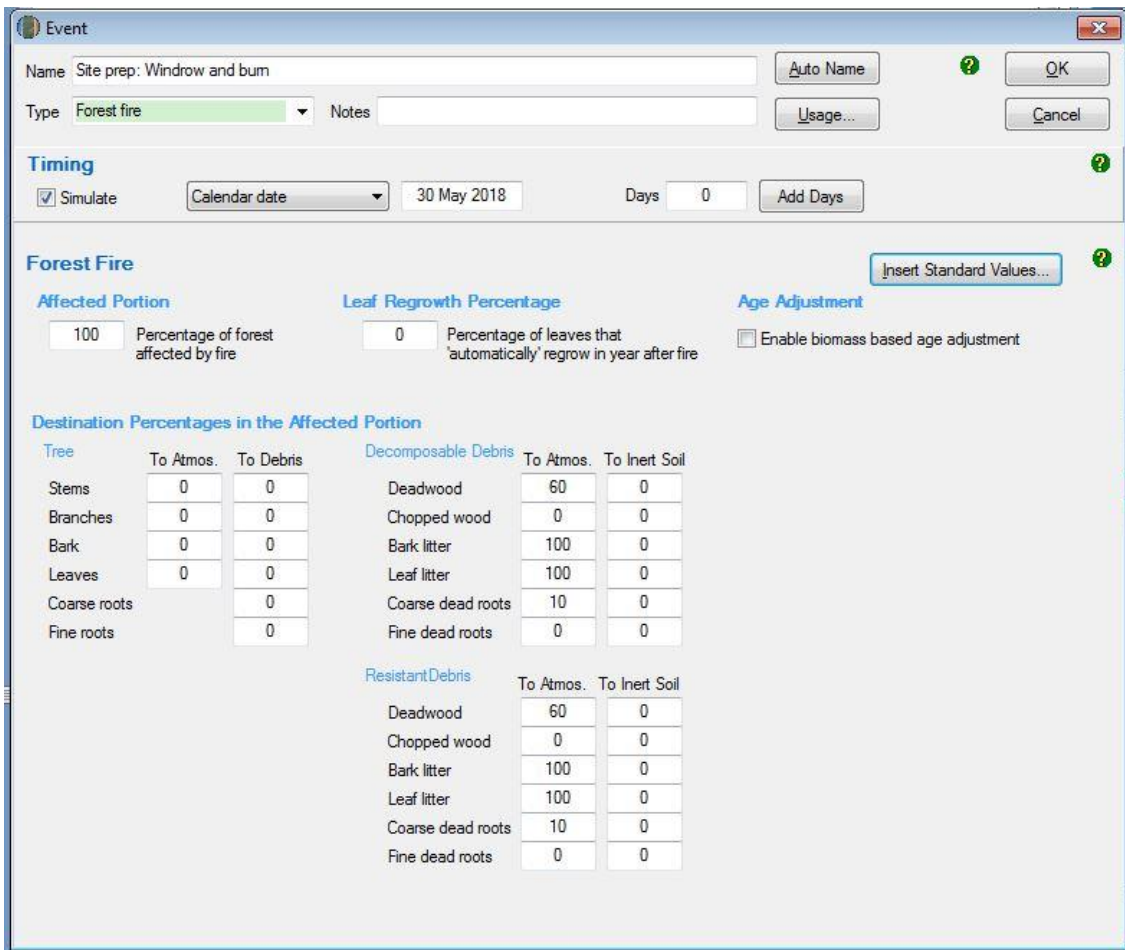 Event
Name Site prep: Windrow and burn Auto Name OK
Type Forest fire Notes Usage... Cancel
Timing
Simulate Calendar date 30 May 2018 Days 0 Add Days
Forest Fire Insert Standard Values...
Affected Portion Leaf Regrowth Percentage Age Adjustment
100 Percentage of forest affected by fire
0 Percentage of leaves that 'automatically' regrow in year after fire
Enable biomass based age adjustment
Destination Percentages in the Affected Portion
Tree To Atmos. To Debris
Stems 0 0
Branches 0 0
Bark 0 0
Leaves 0 0
Coarse roots 0
Fine roots 0
Decomposable Debris To Atmos. To Inert Soil
Deadwood 60 0
Chopped wood 0 0
Bark litter 100 0
Leaf litter 100 0
Coarse dead roots 10 0
Fine dead roots 0 0
ResistantDebris To Atmos. To Inert Soil
Deadwood 60 0
Chopped wood 0 0
Bark litter 100 0
Leaf litter 100 0
Coarse dead roots 10 0
Fine dead roots 0 0